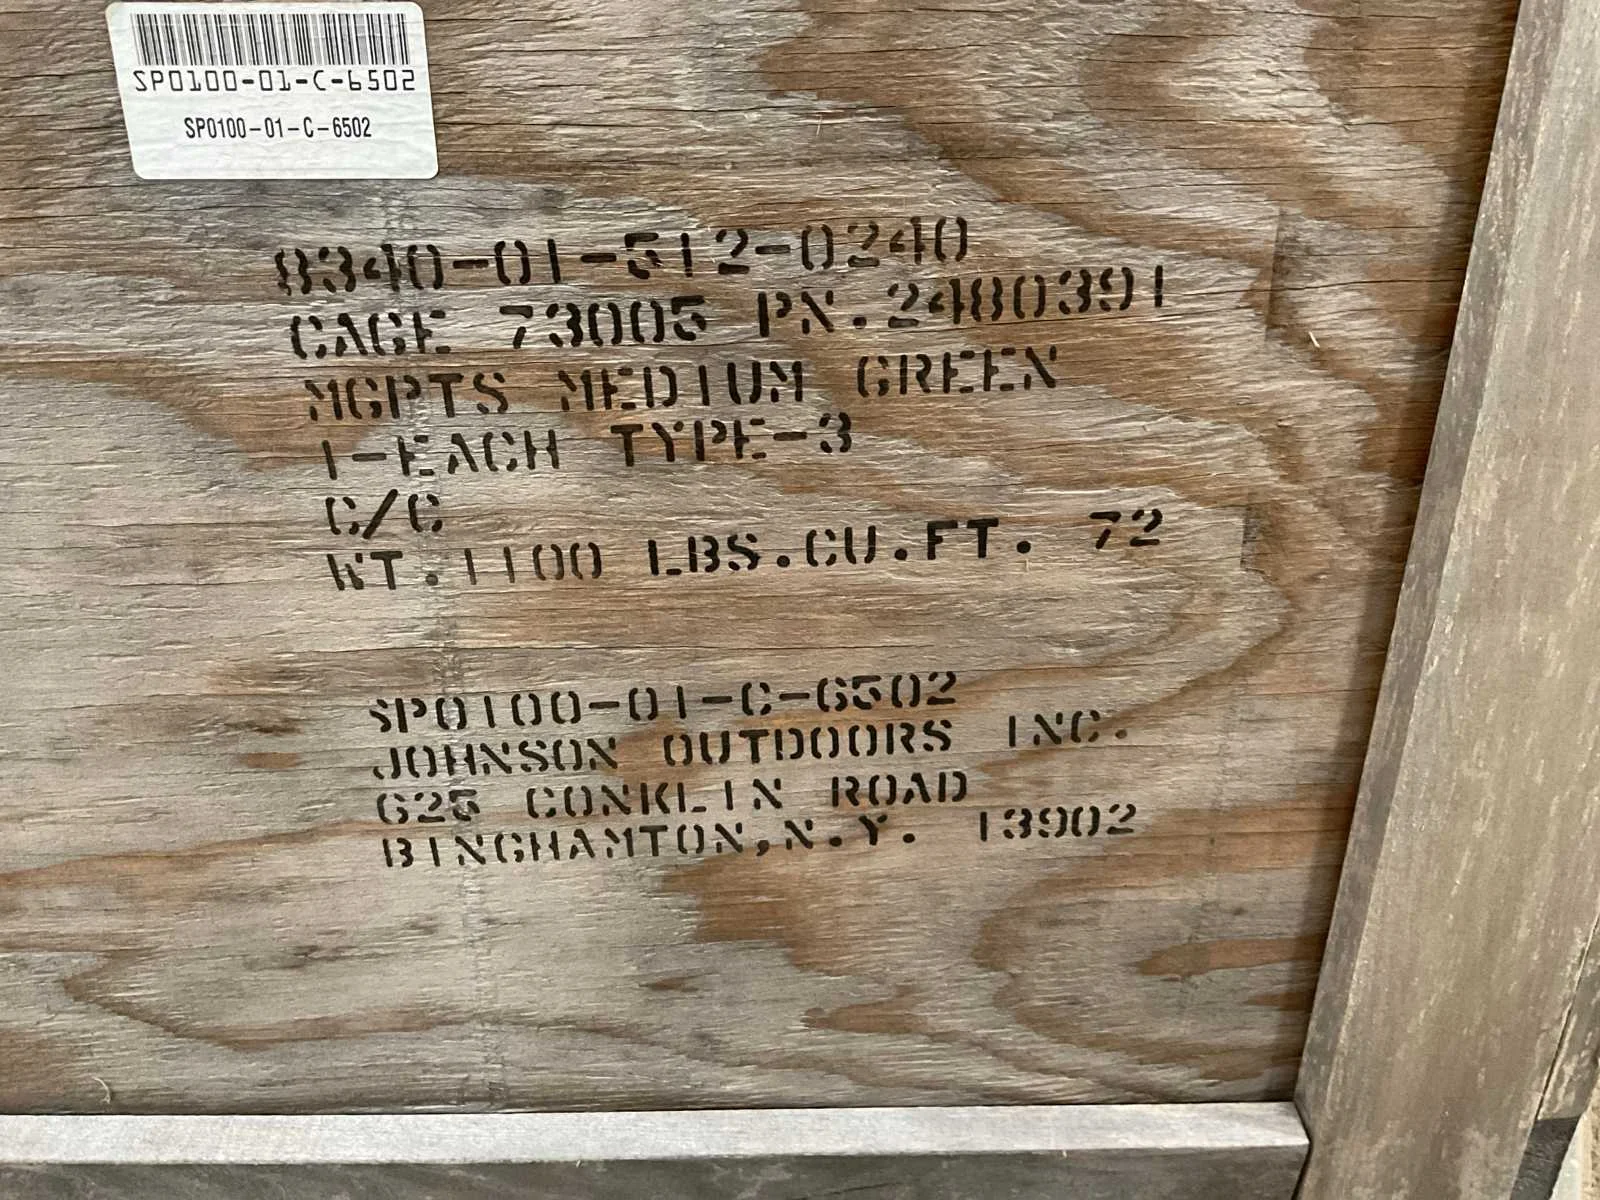 SP0100-01-C-6502
SP0100-01-C-6502
8340-01-512-0240
CAGE 73005 PN.2480391
MGPTS MEDIUM GREEN
1-EACH TYPE-3
C/C
WT.1100 LBS.CU.FT. 72
SP0100-01-C-6502
JOHNSON OUTDOORS INC.
625 CONKLIN ROAD
BINGHAMTON,N.Y. 13902